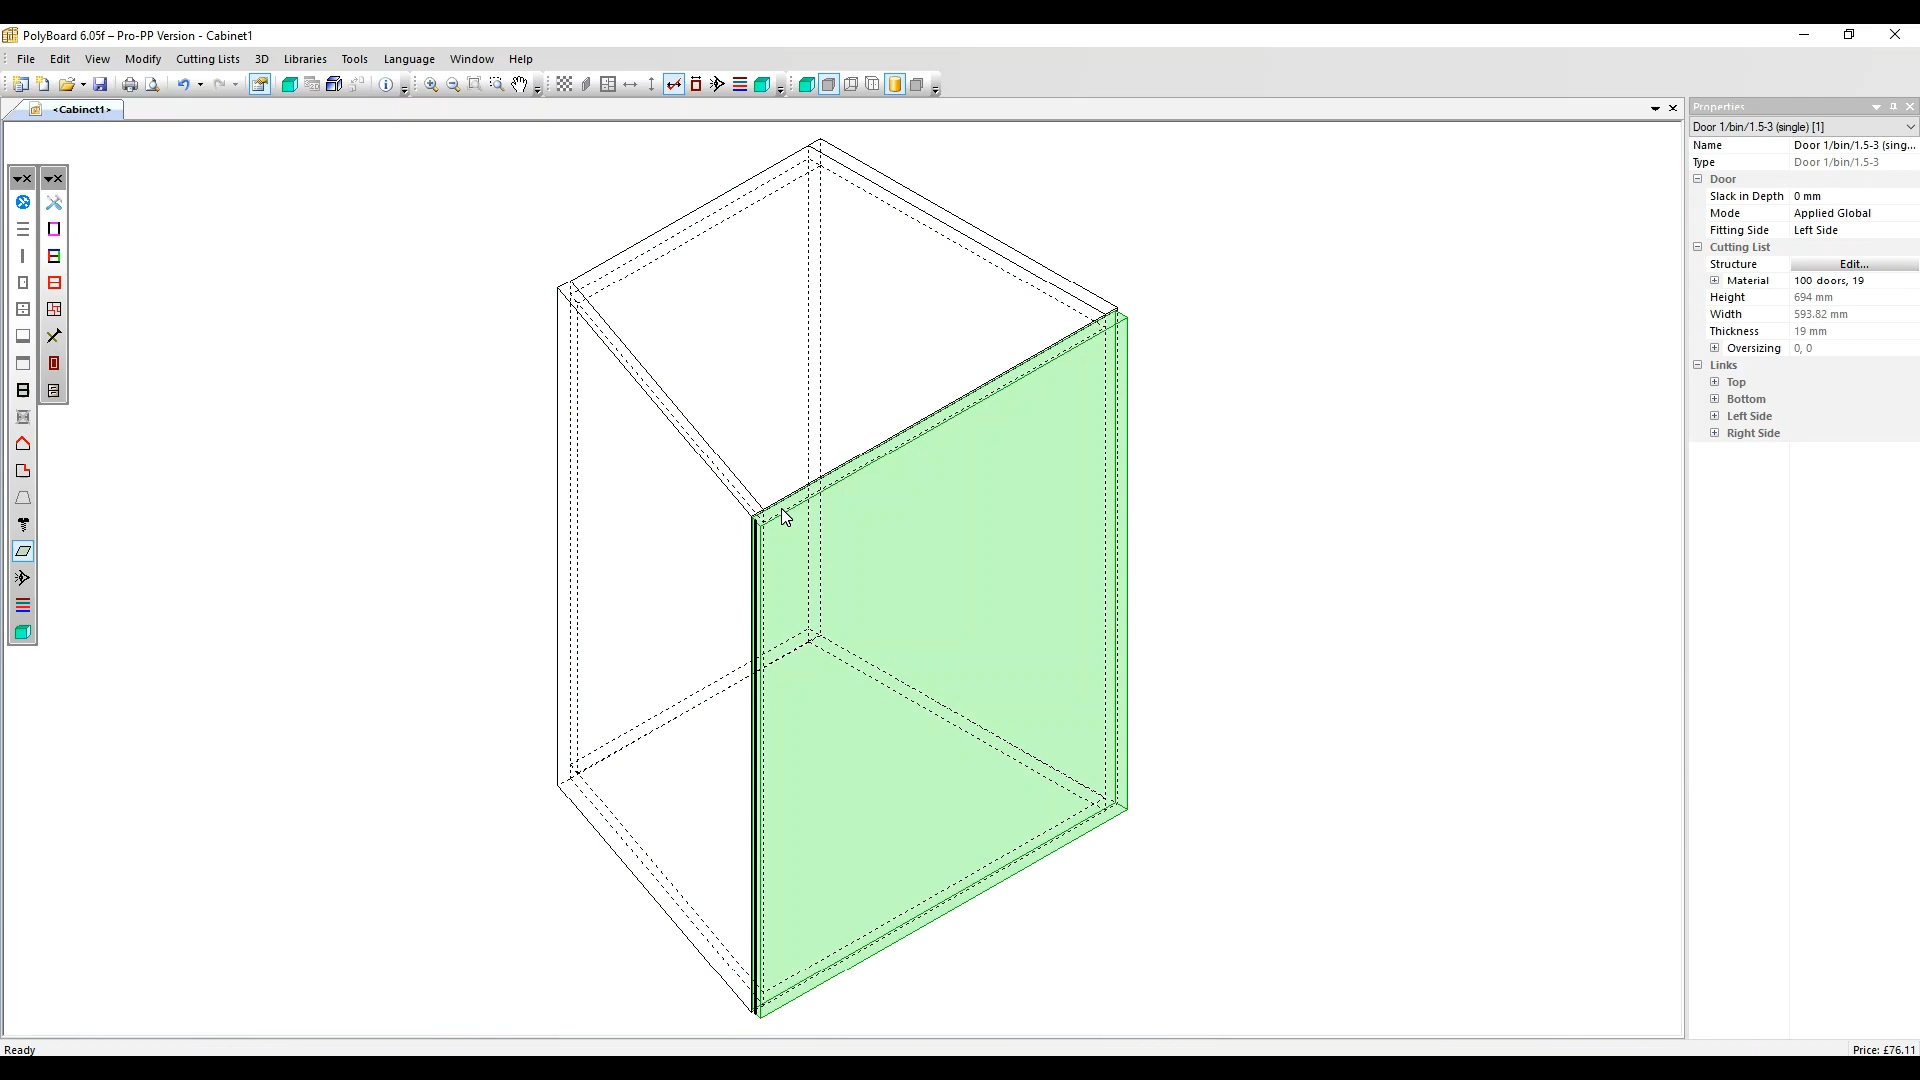 PolyBoard 6.05f – Pro-PP Version - Cabinet1
File Edit View Modify Cutting Lists 3D Libraries Tools Language Window Help
<Cabinet1>
Properties
Door 1/bin/1.5-3 (single) [1]
Name Door 1/bin/1.5-3 (sing...
Type Door 1/bin/1.5-3
Door
Slack in Depth 0 mm
Mode Applied Global
Fitting Side Left Side
Cutting List
Structure Edit...
Material 100 doors, 19
Height 694 mm
Width 593.82 mm
Thickness 19 mm
Oversizing 0, 0
Links
Top
Bottom
Left Side
Right Side
Ready
Price: £76.11